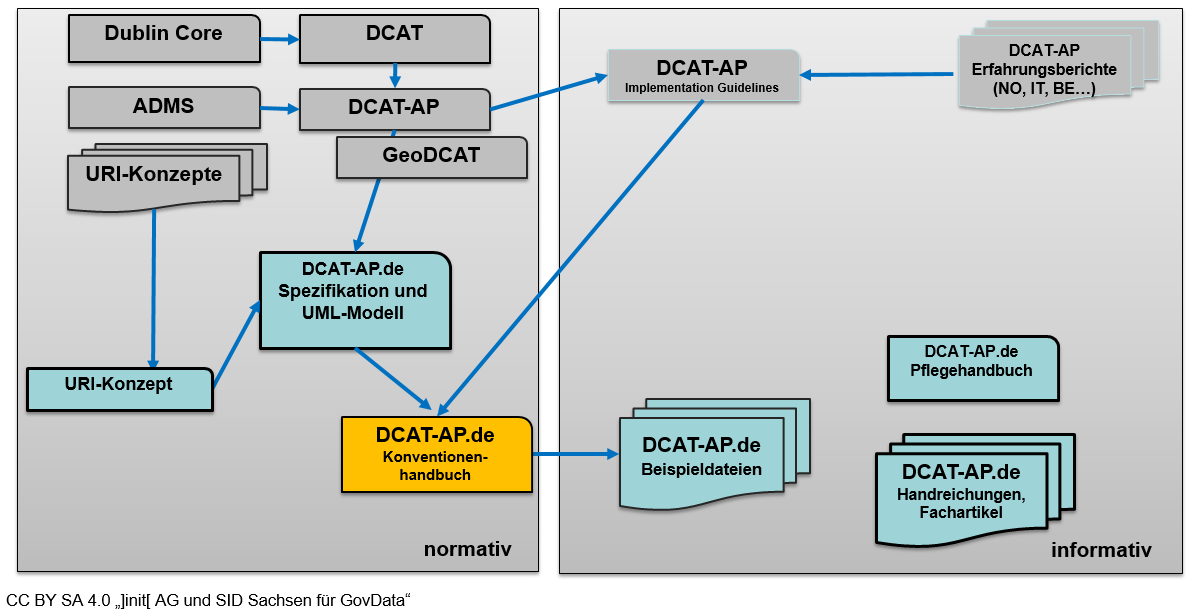 Dublin Core
DCAT
ADMS
DCAT-AP
GeoDCAT
URI-Konzepte
DCAT-AP.de
Spezifikation und
UML-Modell
URI-Konzept
DCAT-AP.de
Konventionen-
handbuch
normativ
DCAT-AP
Implementation Guidelines
DCAT-AP
Erfahrungsberichte
(NO, IT, BE…)
DCAT-AP.de
Pflegehandbuch
DCAT-AP.de
Beispieldateien
DCAT-AP.de
Handreichungen,
Fachartikel
informativ
CC BY SA 4.0 „]init[ AG und SID Sachsen für GovData“